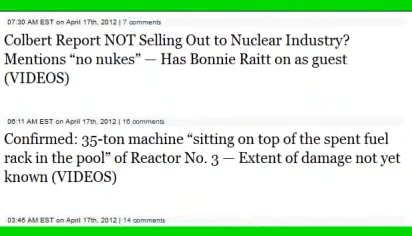 07:30 AM EST on April 17th, 2012 | 7 comments
Colbert Report NOT Selling Out to Nuclear Industry?
Mentions “no nukes” — Has Bonnie Raitt on as guest
(VIDEOS)
06:11 AM EST on April 17th, 2012 | 16 comments
Confirmed: 35-ton machine “sitting on top of the spent fuel
rack in the pool” of Reactor No. 3 — Extent of damage not yet
known (VIDEOS)
03:45 AM EST on April 17th, 2012 | 14 comments